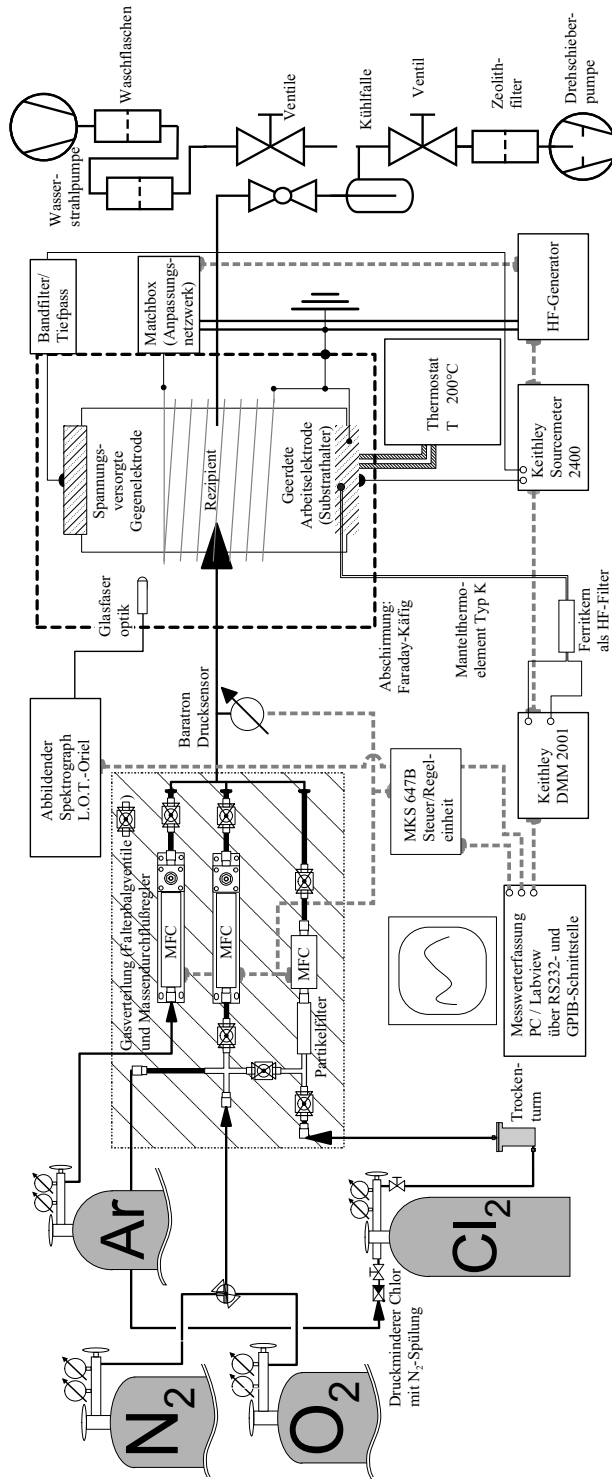 N2
O2
Ar
Cl2
Druckminderer Chlor
mit N2-Spülung
Trocken-
turm
Gasverteilung (Faltenbalgventile
und Massendurchflußregler
)
MFC
MFC
MFC
Partikelfilter
Abbildender
Spektrograph
L.O.T.-Oriel
Glasfaser
optik
Baratron
Drucksensor
MKS 647B
Steuer/Regel-
einheit
Messwerterfassung
PC / Labview
über RS232- und
GPIB-Schnittstelle
Keithley
DMM 2001
Ferritkern
als HF-Filter
Mantelthermo-
element Typ K
Abschirmung:
Faraday-Käfig
Spannungs-
versorgte
Gegenelektrode
Rezipient
Geerdete
Arbeitselektrode
(Substrathalter)
Thermostat
T 200°C
Keithley
Sourcemeter
2400
HF-Generator
Bandfilter/
Tiefpass
Matchbox
(Anpassungs-
netzwerk)
Wasser-
strahlpumpe
Waschflaschen
Ventile
Kühlfalle
Ventil
Zeolith-
filter
Drehschieber-
pumpe